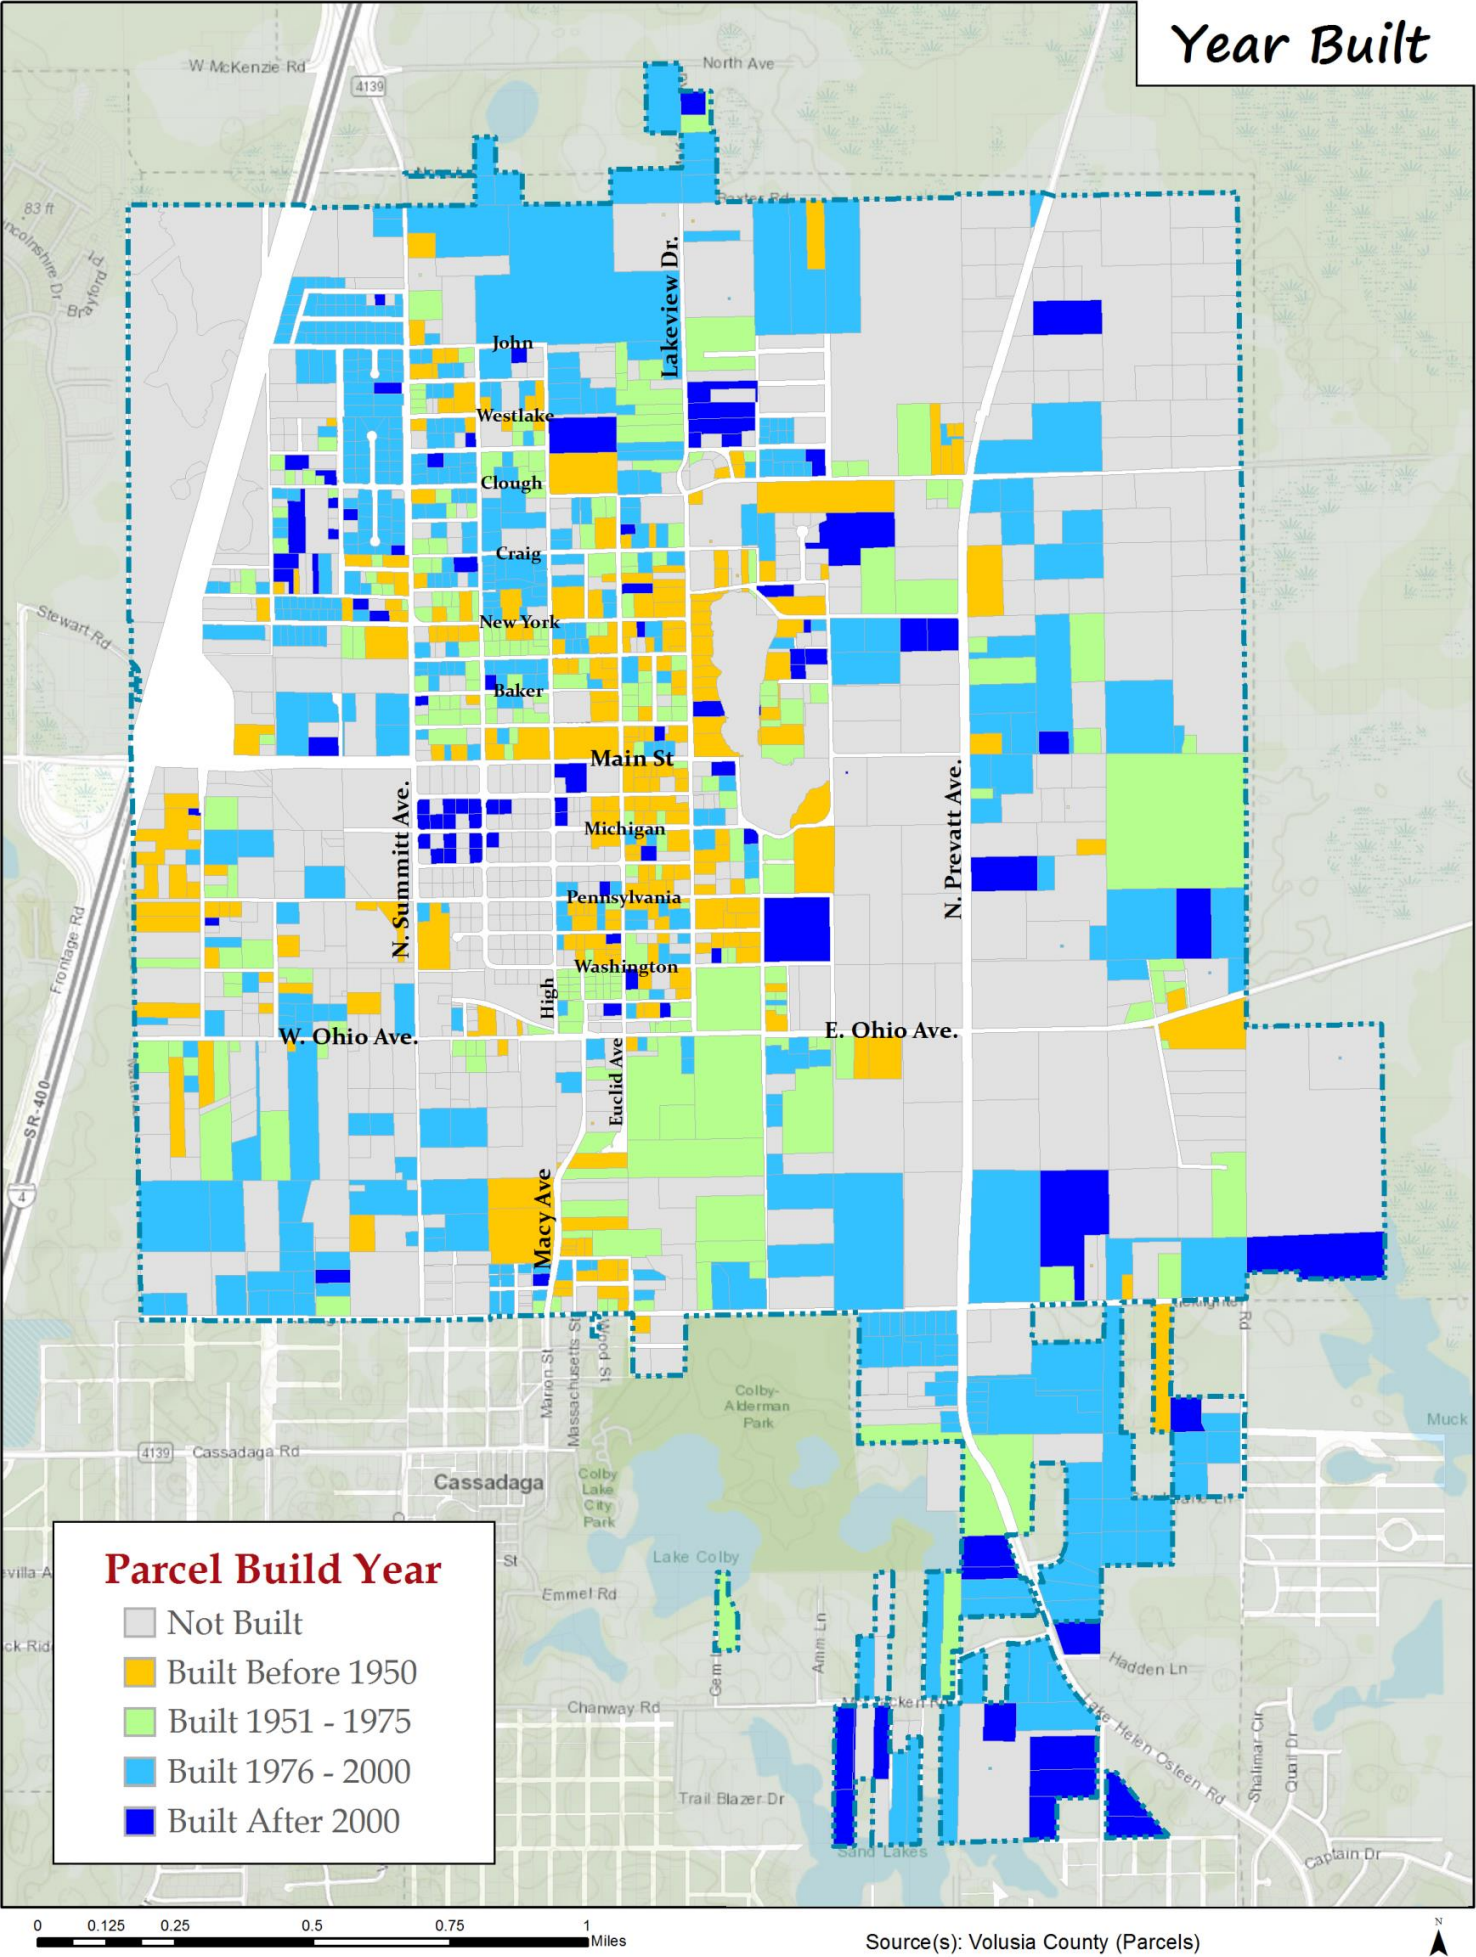 Year Built
W McKenzie Rd
North Ave
4139
Baxter Rd
83 ft
Brayford
John
Lakeview Dr.
Westlake
Clough
Craig
New York
Stewart Rd
Baker
Main St
N. Summitt Ave.
N. Prevatt Ave.
Michigan
Pennsylvania
Frontage Rd
Washington
High
W. Ohio Ave.
E. Ohio Ave.
Euclid Ave
SR-400
4
Macy Ave
Rd
Marion St
Massachusetts St
Wood St
Colby-
Alderman
Park
Muck
4139
Cassadaga Rd
Cassadaga
Colby
Lake
City
Park
Lake Colby
St
Emmel Rd
Amm Ln
Hadden Ln
Chanway Rd
Lake Helen Osteen Rd
Shalimar Cir
Quail Dr
Trail Blazer Dr
Sand Lakes
Captain Dr
Parcel Build Year
Not Built
Built Before 1950
Built 1951 - 1975
Built 1976 - 2000
Built After 2000
0 0.125 0.25 0.5 0.75 1
Miles
Source(s): Volusia County (Parcels)
N